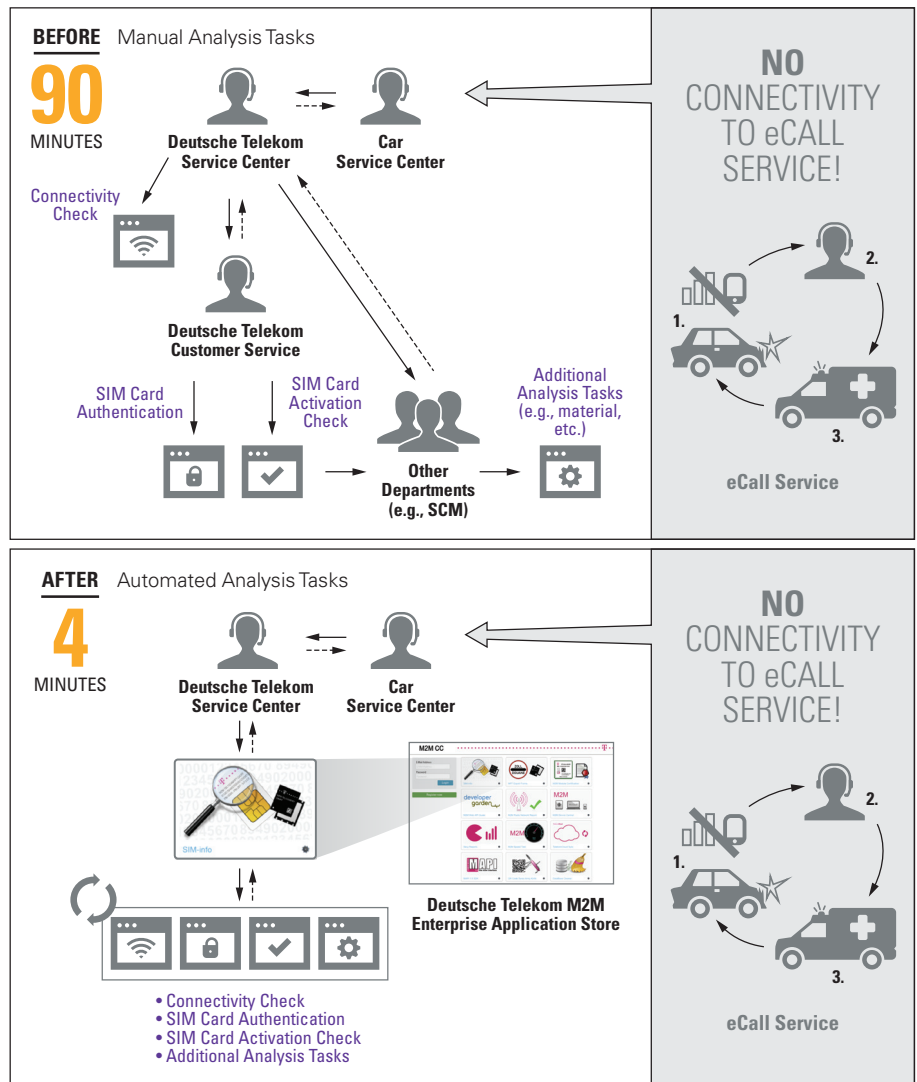 BEFORE Manual Analysis Tasks
90
MINUTES
Deutsche Telekom
Service Center
Car
Service Center
Connectivity
Check
Deutsche Telekom
Customer Service
SIM Card
Authentication
SIM Card
Activation
Check
Other
Departments
(e.g., SCM)
Additional
Analysis Tasks
(e.g., material,
etc.)
NO
CONNECTIVITY
TO eCALL
SERVICE!
1.
2.
3.
eCall Service
AFTER Automated Analysis Tasks
4
MINUTES
Deutsche Telekom
Service Center
Car
Service Center
SIM-info
M2M CC
developer
garden
M2M
M2M
MAPI
Deutsche Telekom M2M
Enterprise Application Store
• Connectivity Check
• SIM Card Authentication
• SIM Card Activation Check
• Additional Analysis Tasks
NO
CONNECTIVITY
TO eCALL
SERVICE!
1.
2.
3.
eCall Service